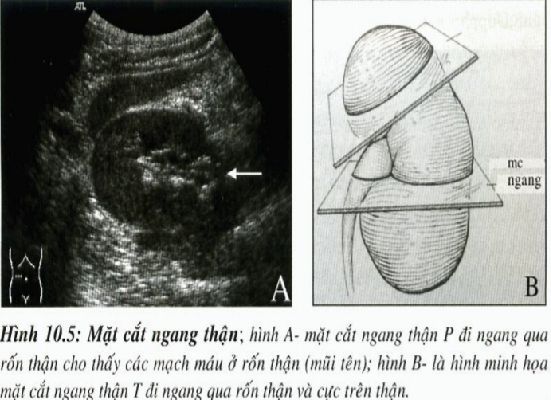 A
mc
ngang
B
Hình 10.5: Mặt cắt ngang thận; hình A- mặt cắt ngang thận P đi ngang qua
rốn thận cho thấy các mạch máu ở rốn thận (mũi tên); hình B- là hình minh họa
mặt cắt ngang thận T đi ngang qua rốn thận và cực trên thận.